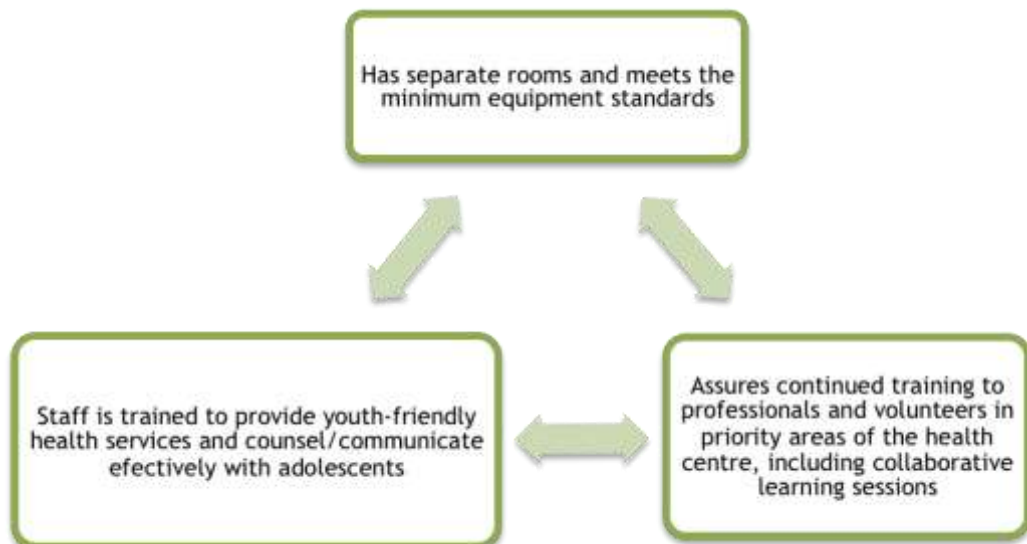 Has separate rooms and meets the
minimum equipment standards
Staff is trained to provide youth-friendly
health services and counsel/communicate
efectively with adolescents
Assures continued training to
professionals and volunteers in
priority areas of the health
centre, including collaborative
learning sessions